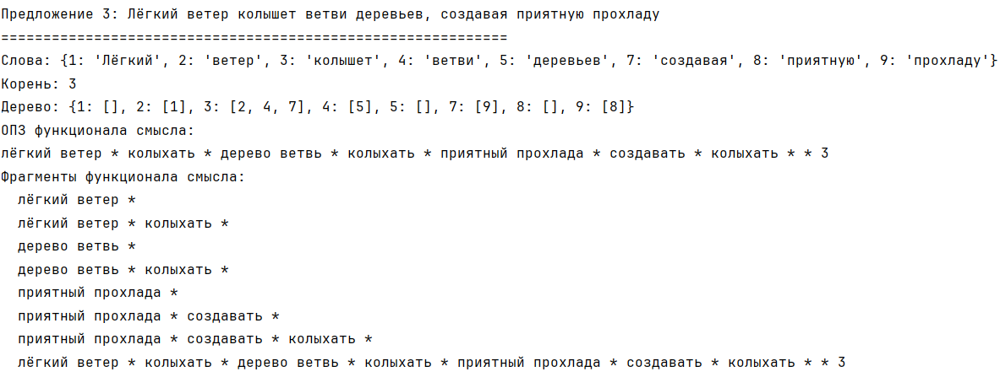 Предложение 3: Лёгкий ветер колышет ветви деревьев, создавая приятную прохладу
============================================================
Слова: {1: 'Лёгкий', 2: 'ветер', 3: 'колышет', 4: 'ветви', 5: 'деревьев', 7: 'создавая', 8: 'приятную', 9: 'прохладу'}
Корень: 3
Дерево: {1: [], 2: [1], 3: [2, 4, 7], 4: [5], 5: [], 7: [9], 8: [], 9: [8]}
ОПЗ функционала смысла:
лёгкий ветер * колыхать * дерево ветвь * колыхать * приятный прохлада * создавать * колыхать * * 3
Фрагменты функционала смысла:
  лёгкий ветер *
  лёгкий ветер * колыхать *
  дерево ветвь *
  дерево ветвь * колыхать *
  приятный прохлада *
  приятный прохлада * создавать *
  приятный прохлада * создавать * колыхать *
  лёгкий ветер * колыхать * дерево ветвь * колыхать * приятный прохлада * создавать * колыхать * * 3